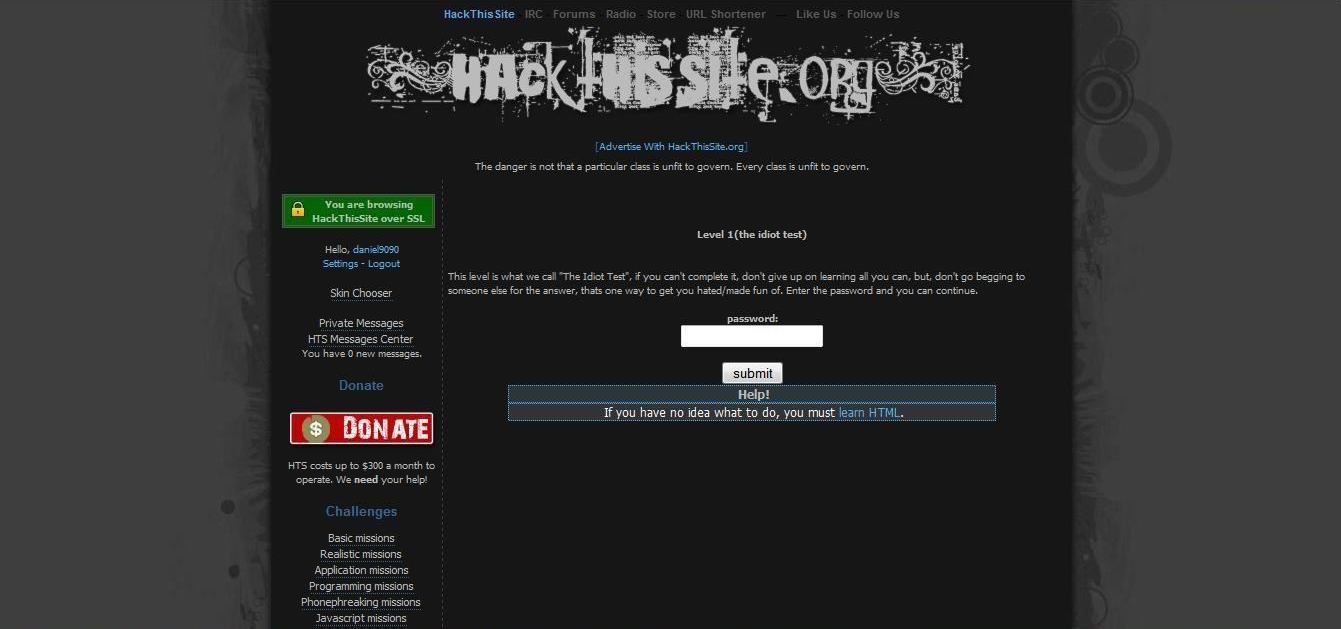 HackThisSite IRC Forums Radio Store URL Shortener — Like Us Follow Us
HackThisSite.org
[Advertise With HackThisSite.org]
The danger is not that a particular class is unfit to govern. Every class is unfit to govern.
You are browsing
HackThisSite over SSL
Hello, daniel9090
Settings - Logout
Skin Chooser
Private Messages
HTS Messages Center
You have 0 new messages.
Donate
$ DONATE
HTS costs up to $300 a month to
operate. We need your help!
Challenges
Basic missions
Realistic missions
Application missions
Programming missions
Phonephreaking missions
Javascript missions
Level 1(the idiot test)
This level is what we call "The Idiot Test", if you can't complete it, don't give up on learning all you can, but, don't go begging to
someone else for the answer, thats one way to get you hated/made fun of. Enter the password and you can continue.
password:
submit
Help!
If you have no idea what to do, you must learn HTML.